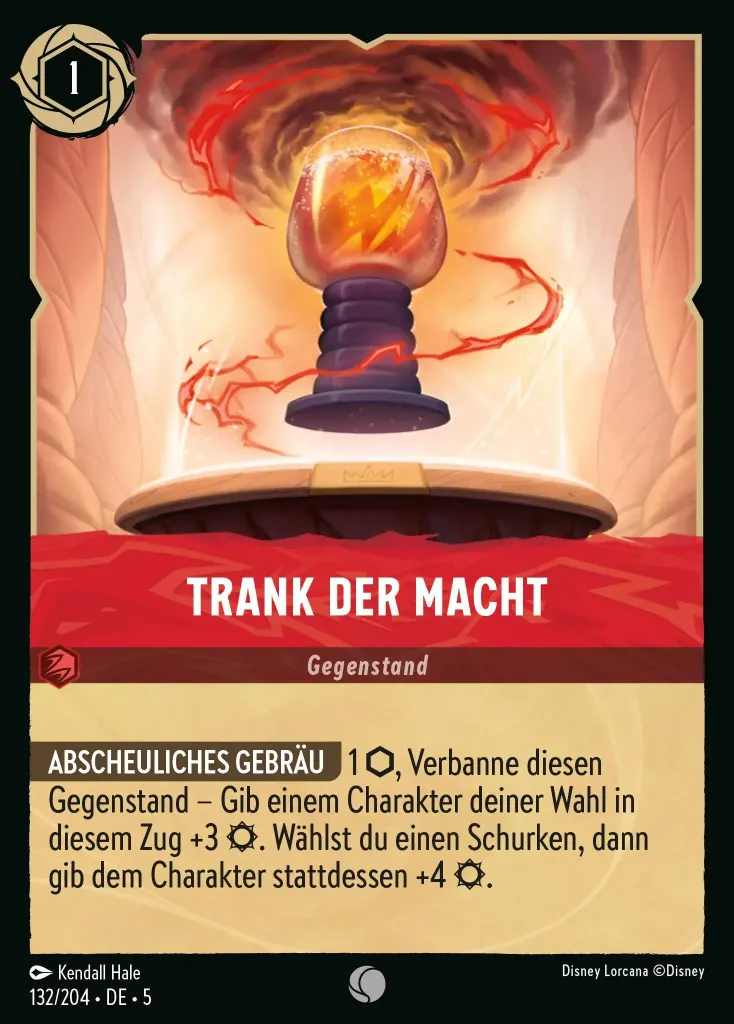 1
TRANK DER MACHT
Gegenstand
ABSCHEULICHES GEBRÄU 1 ⬡, Verbanne diesen
Gegenstand – Gib einem Charakter deiner Wahl in
diesem Zug +3 ¤. Wählst du einen Schurken, dann
gib dem Charakter stattdessen +4 ¤.
Kendall Hale
Disney Lorcana ©Disney
132/204 • DE • 5